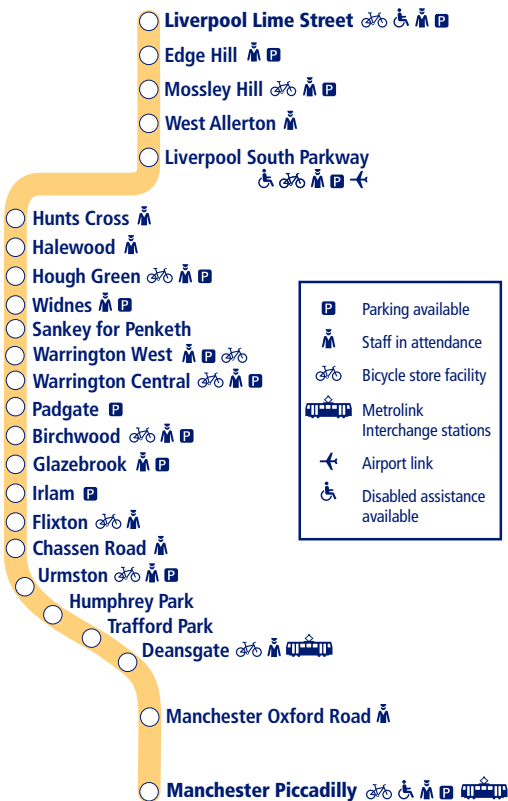 Liverpool Lime Street P
Edge Hill P
Mossley Hill P
West Allerton
Liverpool South Parkway
P
Hunts Cross
Halewood
Hough Green P
Widnes P
Sankey for Penketh
Warrington West P
Warrington Central P
Padgate P
Birchwood P
Glazebrook P
Irlam P
Flixton
Chassen Road
Urmston P
Humphrey Park
Trafford Park
Deansgate
Manchester Oxford Road
Manchester Piccadilly P
P Parking available
Staff in attendance
Bicycle store facility
Metrolink
Interchange stations
Airport link
Disabled assistance
available